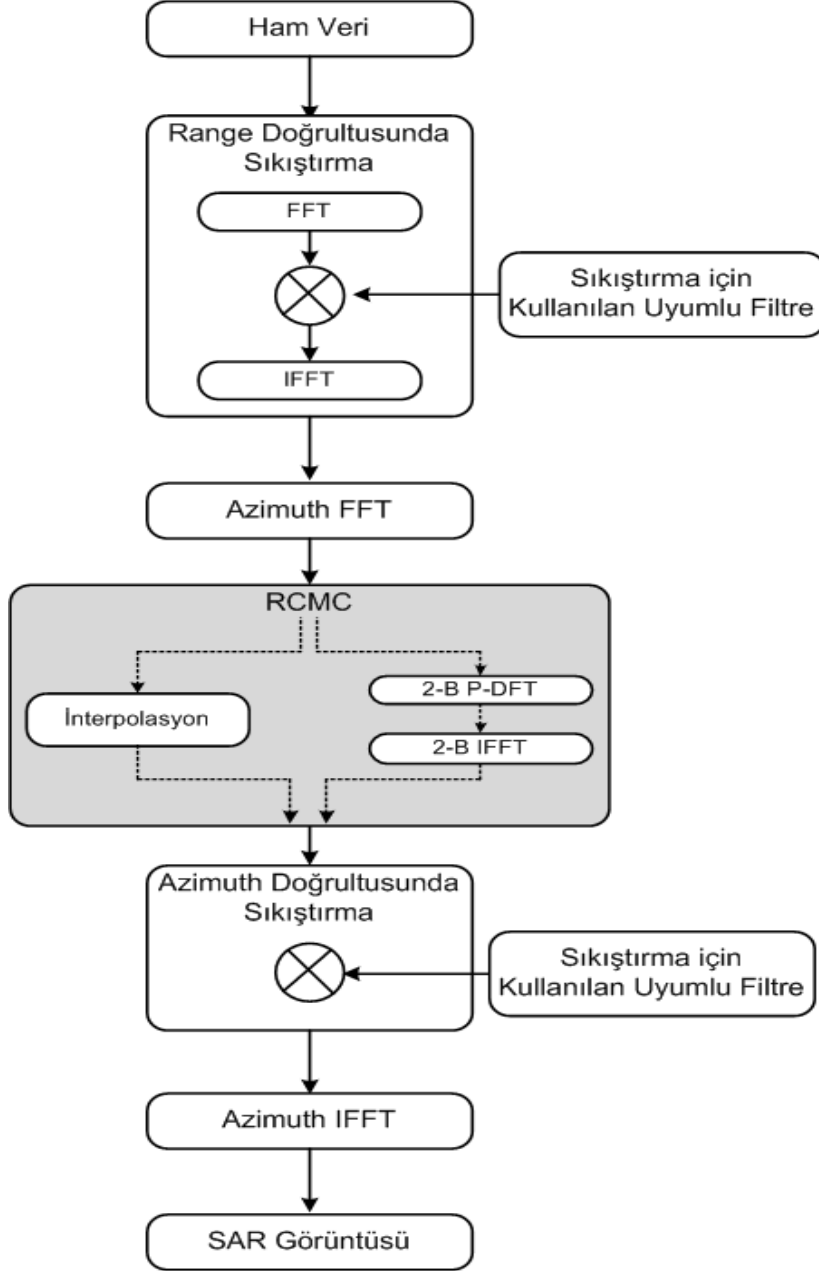 Ham Veri
Range Doğrultusunda
Sıkıştırma
FFT
Sıkıştırma için
Kullanılan Uyumlu Filtre
IFFT
Azimuth FFT
RCMC
İnterpolasyon
2-B P-DFT
2-B IFFT
Azimuth Doğrultusunda
Sıkıştırma
Sıkıştırma için
Kullanılan Uyumlu Filtre
Azimuth IFFT
SAR Görüntüsü